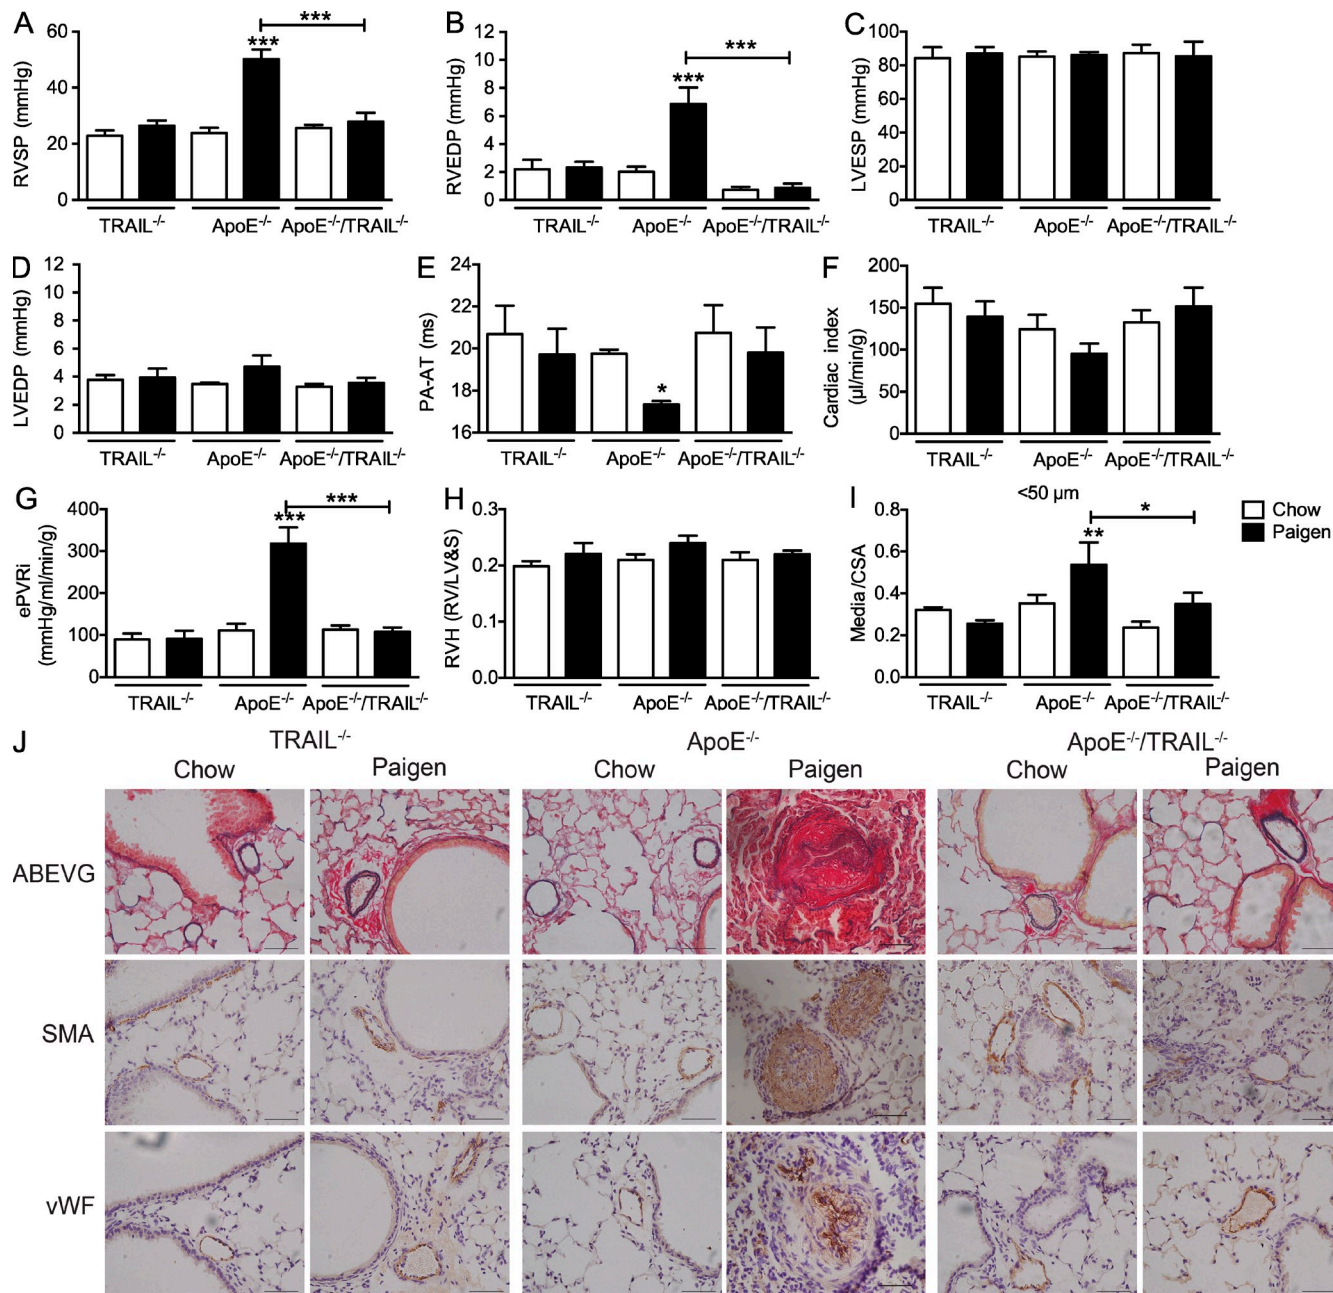 A
RVSP (mmHg)
60
40
20
0
***
***
TRAIL-/- ApoE-/- ApoE-/-/TRAIL-/-
B
RVEDP (mmHg)
12
10
8
6
4
2
0
***
***
TRAIL-/- ApoE-/- ApoE-/-/TRAIL-/-
C
LVESP (mmHg)
100
80
60
40
20
0
TRAIL-/- ApoE-/- ApoE-/-/TRAIL-/-
D
LVEDP (mmHg)
12
10
8
6
4
2
0
TRAIL-/- ApoE-/- ApoE-/-/TRAIL-/-
E
PA-AT (ms)
24
22
20
18
16
*
TRAIL-/- ApoE-/- ApoE-/-/TRAIL-/-
F
Cardiac index
(µl/min/g)
200
150
100
50
0
TRAIL-/- ApoE-/- ApoE-/-/TRAIL-/-
G
ePVRi
(mmHg/ml/min/g)
400
300
200
100
0
***
***
TRAIL-/- ApoE-/- ApoE-/-/TRAIL-/-
H
RVH (RV/LV&S)
0.3
0.2
0.1
0.0
TRAIL-/- ApoE-/- ApoE-/-/TRAIL-/-
I
<50 µm
Media /CSA
0.8
0.6
0.4
0.2
0.0
*
**
TRAIL-/- ApoE-/- ApoE-/-/TRAIL-/-
Chow
Paigen
J
TRAIL-/- ApoE-/- ApoE-/-/TRAIL-/-
Chow Paigen Chow Paigen Chow Paigen
ABEVG
SMA
vWF